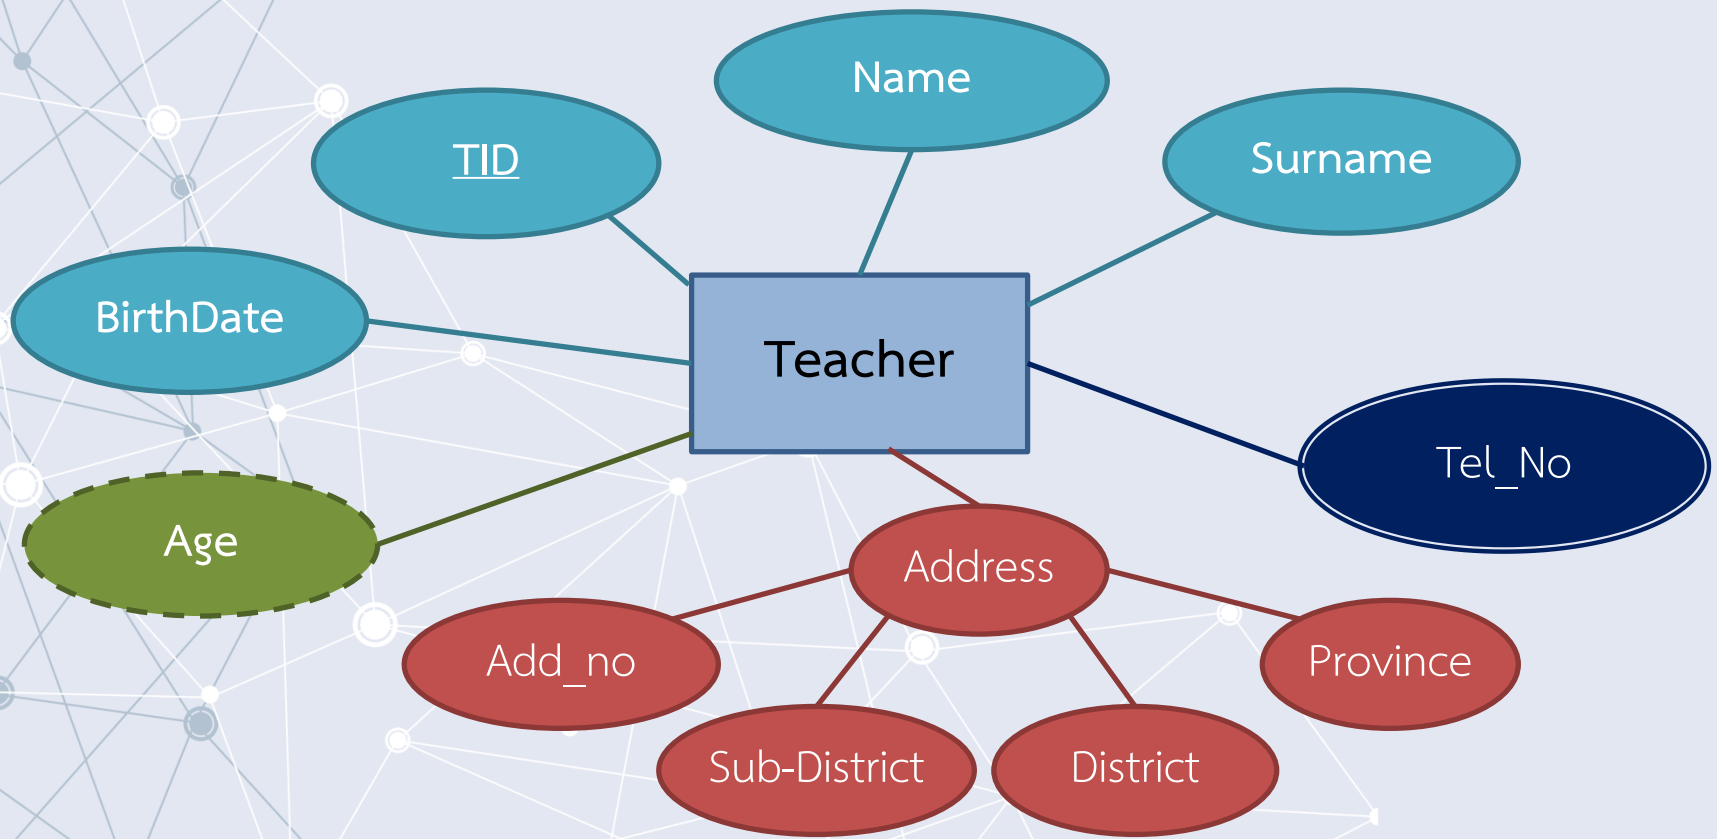 Name
TID
Surname
BirthDate
Teacher
Tel_No
Age
Address
Add_no
Province
Sub-District
District